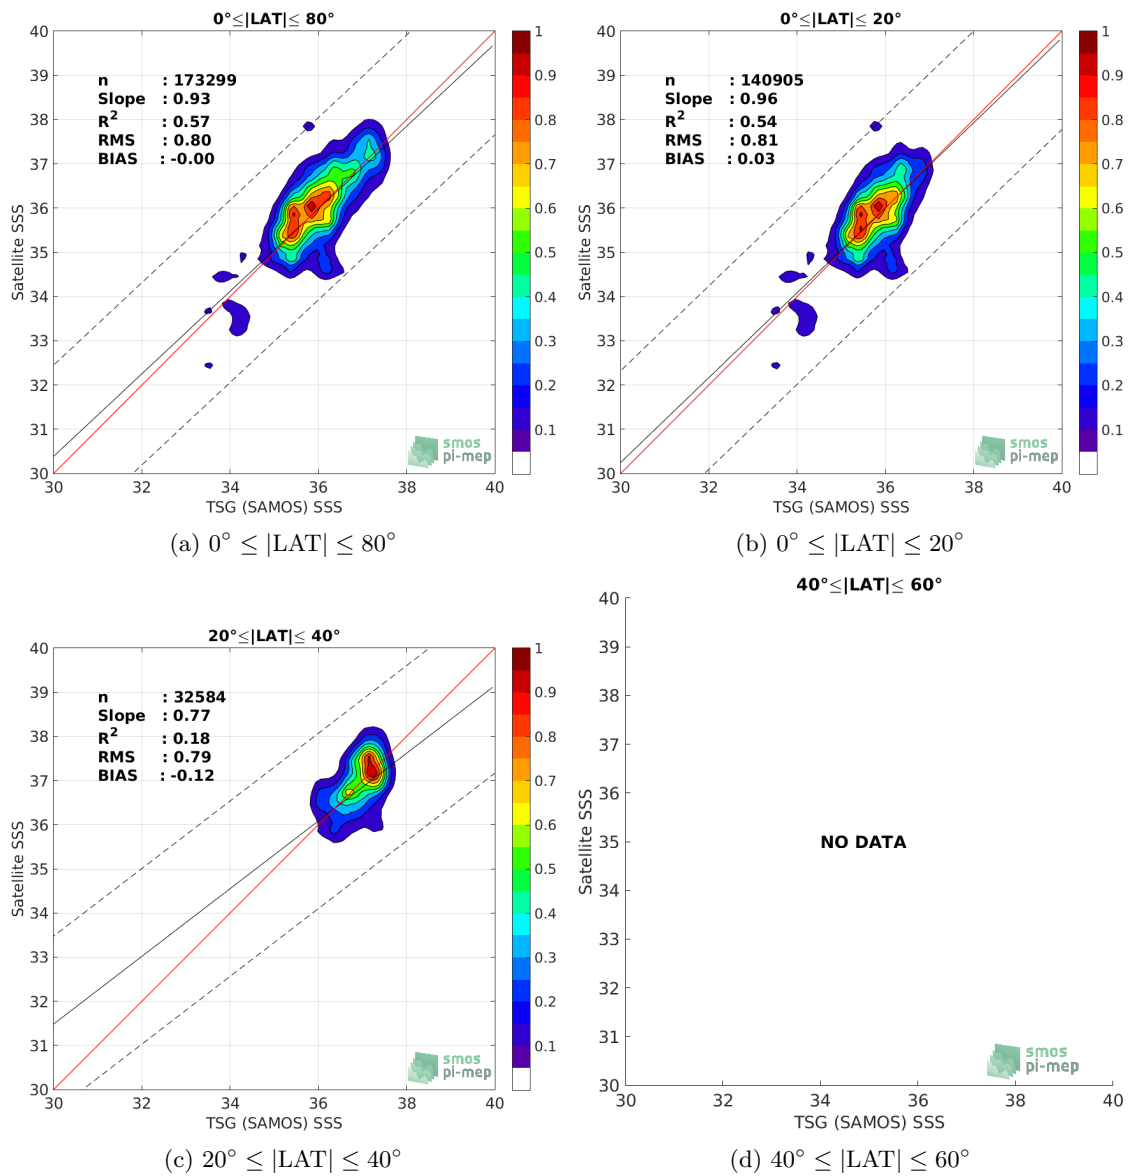 0°≤|LAT|≤ 80°
n : 173299
Slope : 0.93
R2 : 0.57
RMS : 0.80
BIAS : -0.00
Satellite SSS
40
39
38
37
36
35
34
33
32
31
30
30 32 34 36 38 40
TSG (SAMOS) SSS
1
0.9
0.8
0.7
0.6
0.5
0.4
0.3
0.2
0.1
smos
pi-mep
(a) 0° ≤ |LAT| ≤ 80°
0°≤|LAT|≤ 20°
n : 140905
Slope : 0.96
R2 : 0.54
RMS : 0.81
BIAS : 0.03
Satellite SSS
40
39
38
37
36
35
34
33
32
31
30
30 32 34 36 38 40
TSG (SAMOS) SSS
1
0.9
0.8
0.7
0.6
0.5
0.4
0.3
0.2
0.1
smos
pi-mep
(b) 0° ≤ |LAT| ≤ 20°
20°≤|LAT|≤ 40°
n : 32584
Slope : 0.77
R2 : 0.18
RMS : 0.79
BIAS : -0.12
Satellite SSS
40
39
38
37
36
35
34
33
32
31
30
30 32 34 36 38 40
TSG (SAMOS) SSS
1
0.9
0.8
0.7
0.6
0.5
0.4
0.3
0.2
0.1
smos
pi-mep
(c) 20° ≤ |LAT| ≤ 40°
40°≤|LAT|≤ 60°
NO DATA
Satellite SSS
40
39
38
37
36
35
34
33
32
31
30
30 32 34 36 38 40
TSG (SAMOS) SSS
smos
pi-mep
(d) 40° ≤ |LAT| ≤ 60°